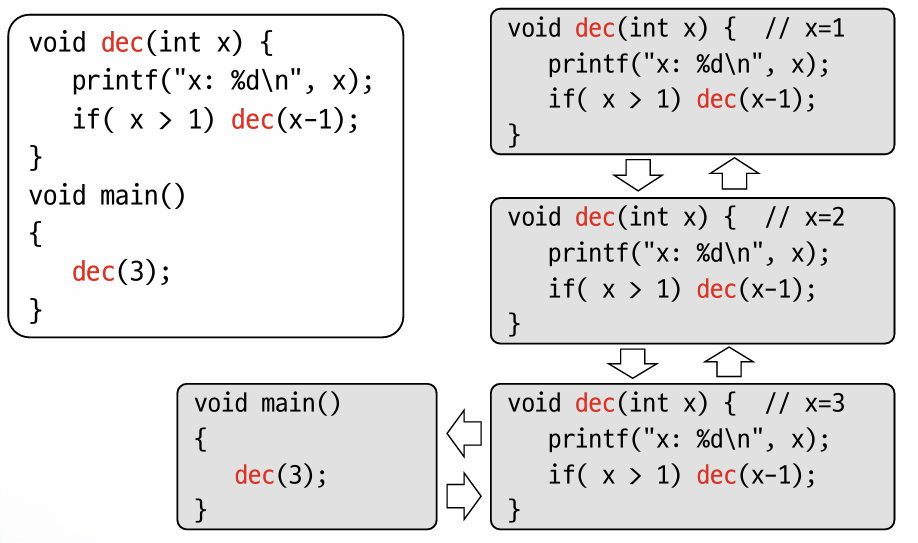 void dec(int x) {
printf("x: %d\n", x);
if( x > 1) dec(x-1);
}
void main()
{
dec(3);
}
void dec(int x) {  // x=1
printf("x: %d\n", x);
if( x > 1) dec(x-1);
}
void dec(int x) {  // x=2
printf("x: %d\n", x);
if( x > 1) dec(x-1);
}
void main()
{
dec(3);
}
void dec(int x) {  // x=3
printf("x: %d\n", x);
if( x > 1) dec(x-1);
}